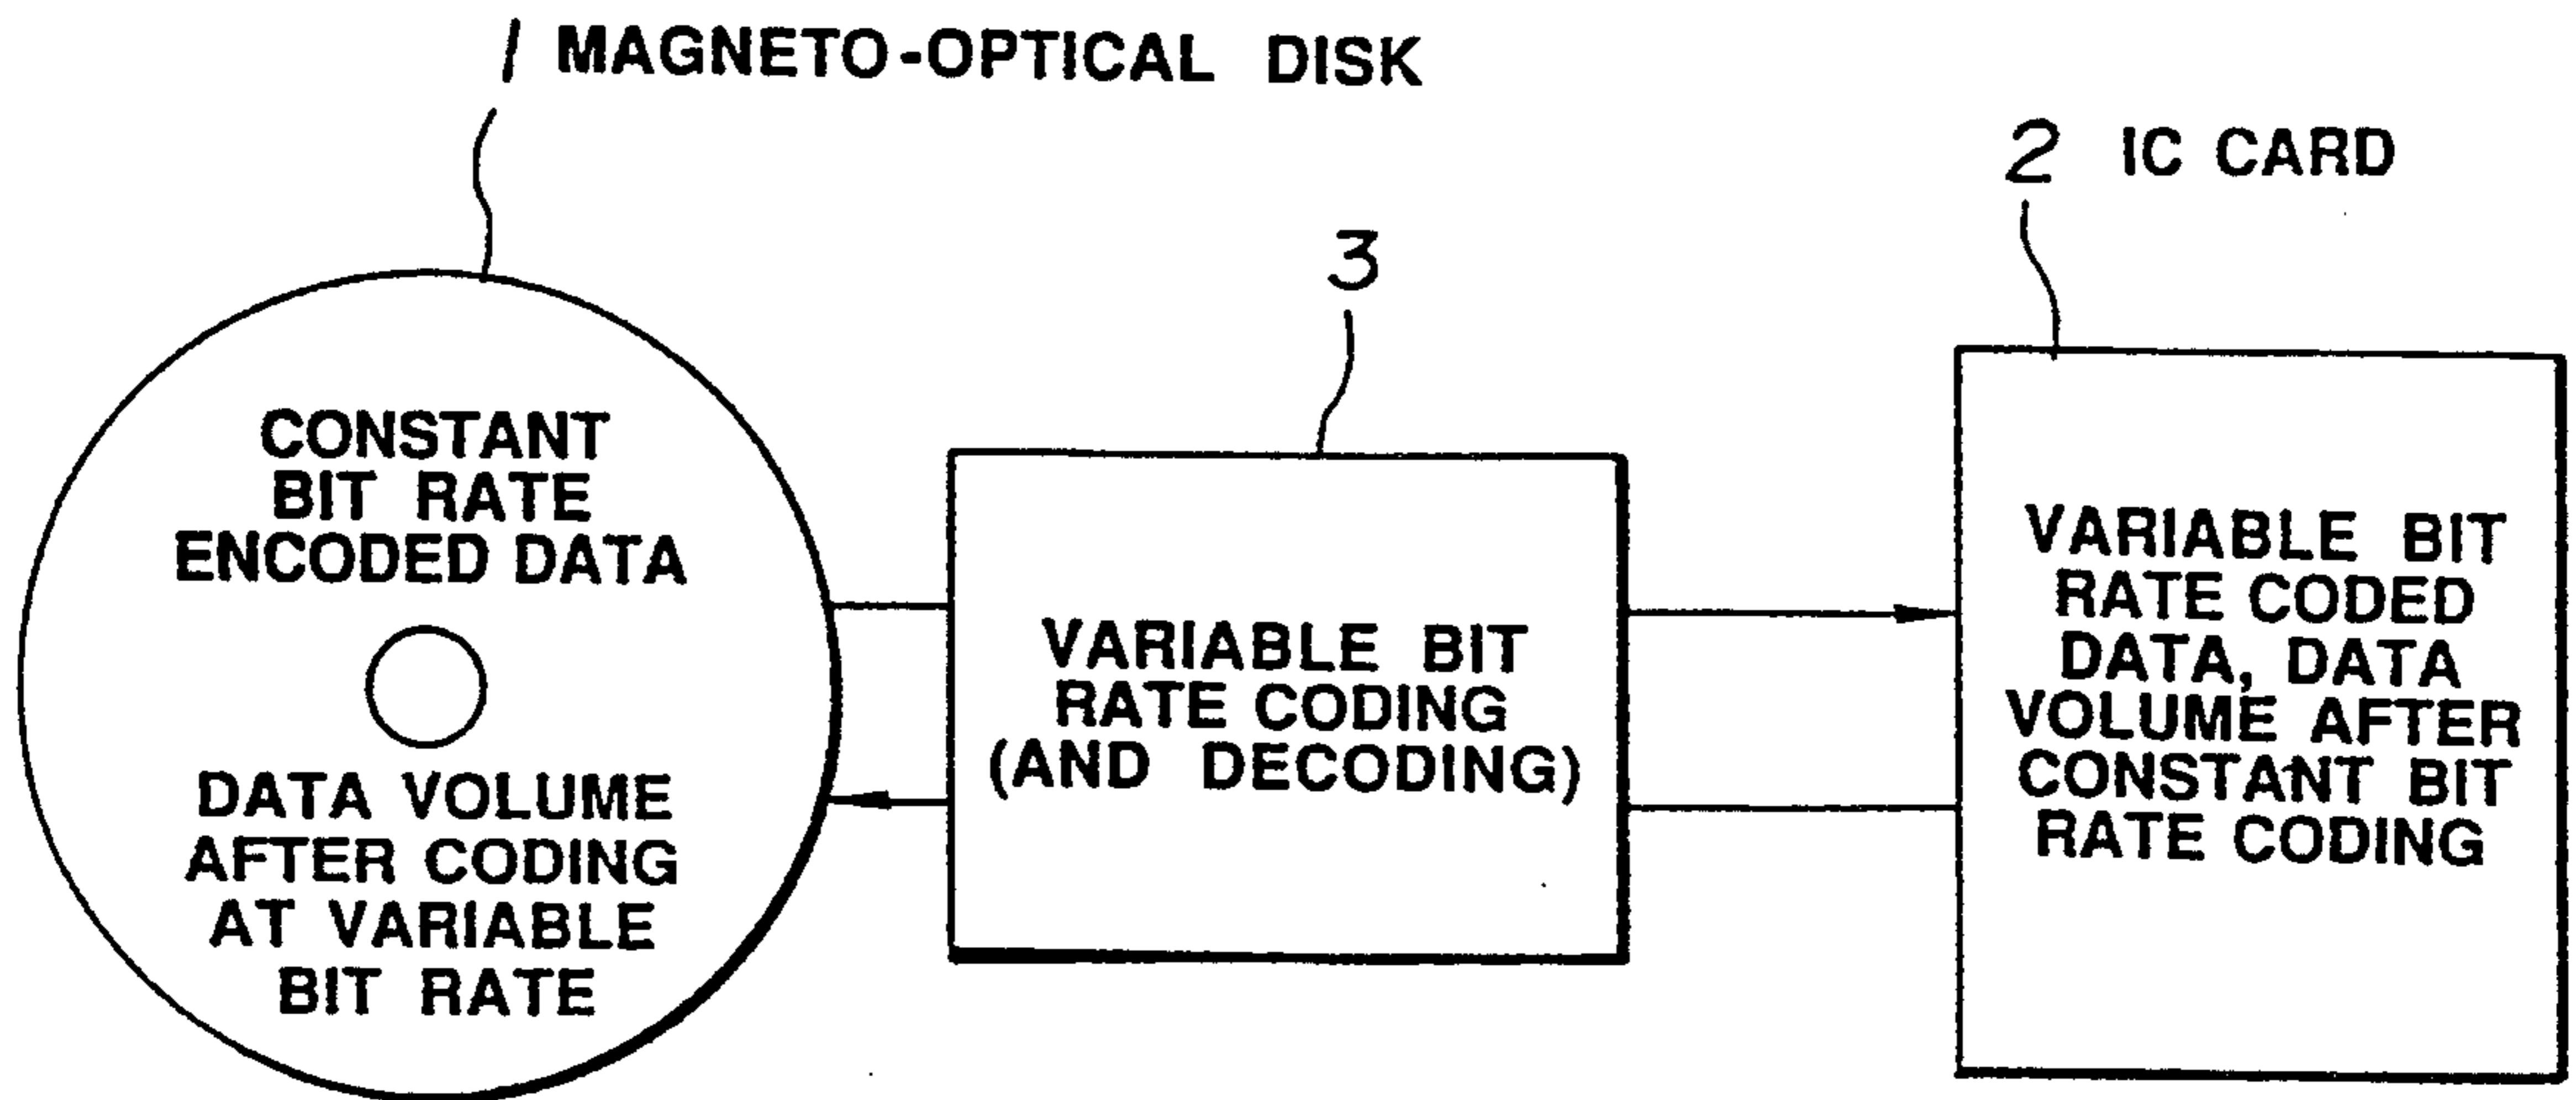 1 MAGNETO-OPTICAL DISK
2 IC CARD
3
CONSTANT
BIT RATE
ENCODED DATA
DATA VOLUME
AFTER CODING
AT VARIABLE
BIT RATE
VARIABLE BIT
RATE CODING
(AND DECODING)
VARIABLE BIT
RATE CODED
DATA, DATA
VOLUME AFTER
CONSTANT BIT
RATE CODING